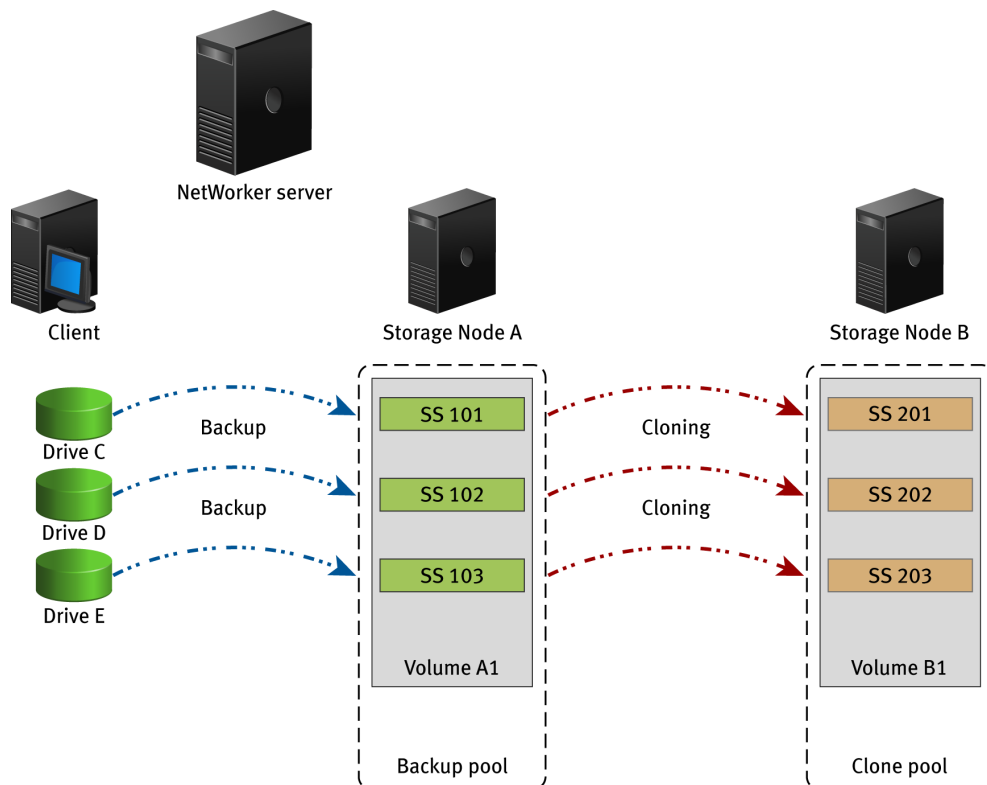 NetWorker server
Client
Storage Node A
Storage Node B
Drive C
Backup
SS 101
Cloning
SS 201
Drive D
Backup
SS 102
Cloning
SS 202
Drive E
SS 103
SS 203
Volume A1
Volume B1
Backup pool
Clone pool